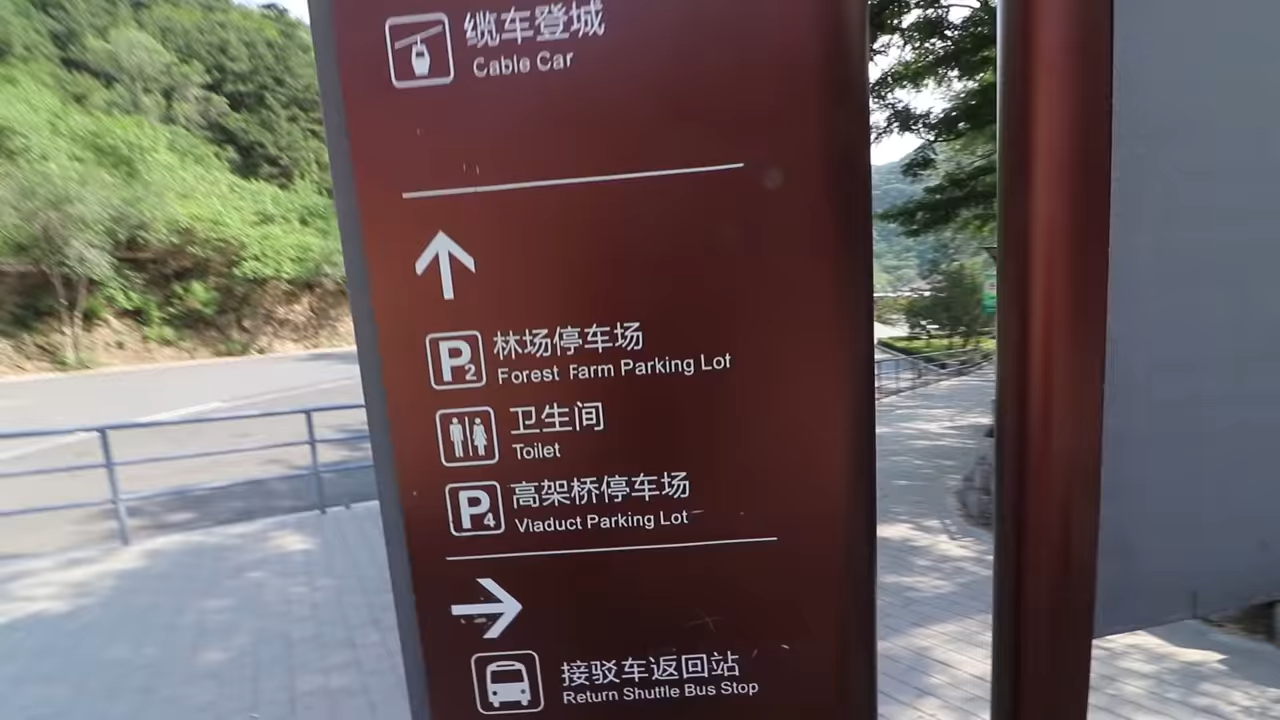 缆车登城
Cable Car
P2 林场停车场
Forest Farm Parking Lot
卫生间
Toilet
P4 高架桥停车场
Viaduct Parking Lot
接驳车返回站
Return Shuttle Bus Stop